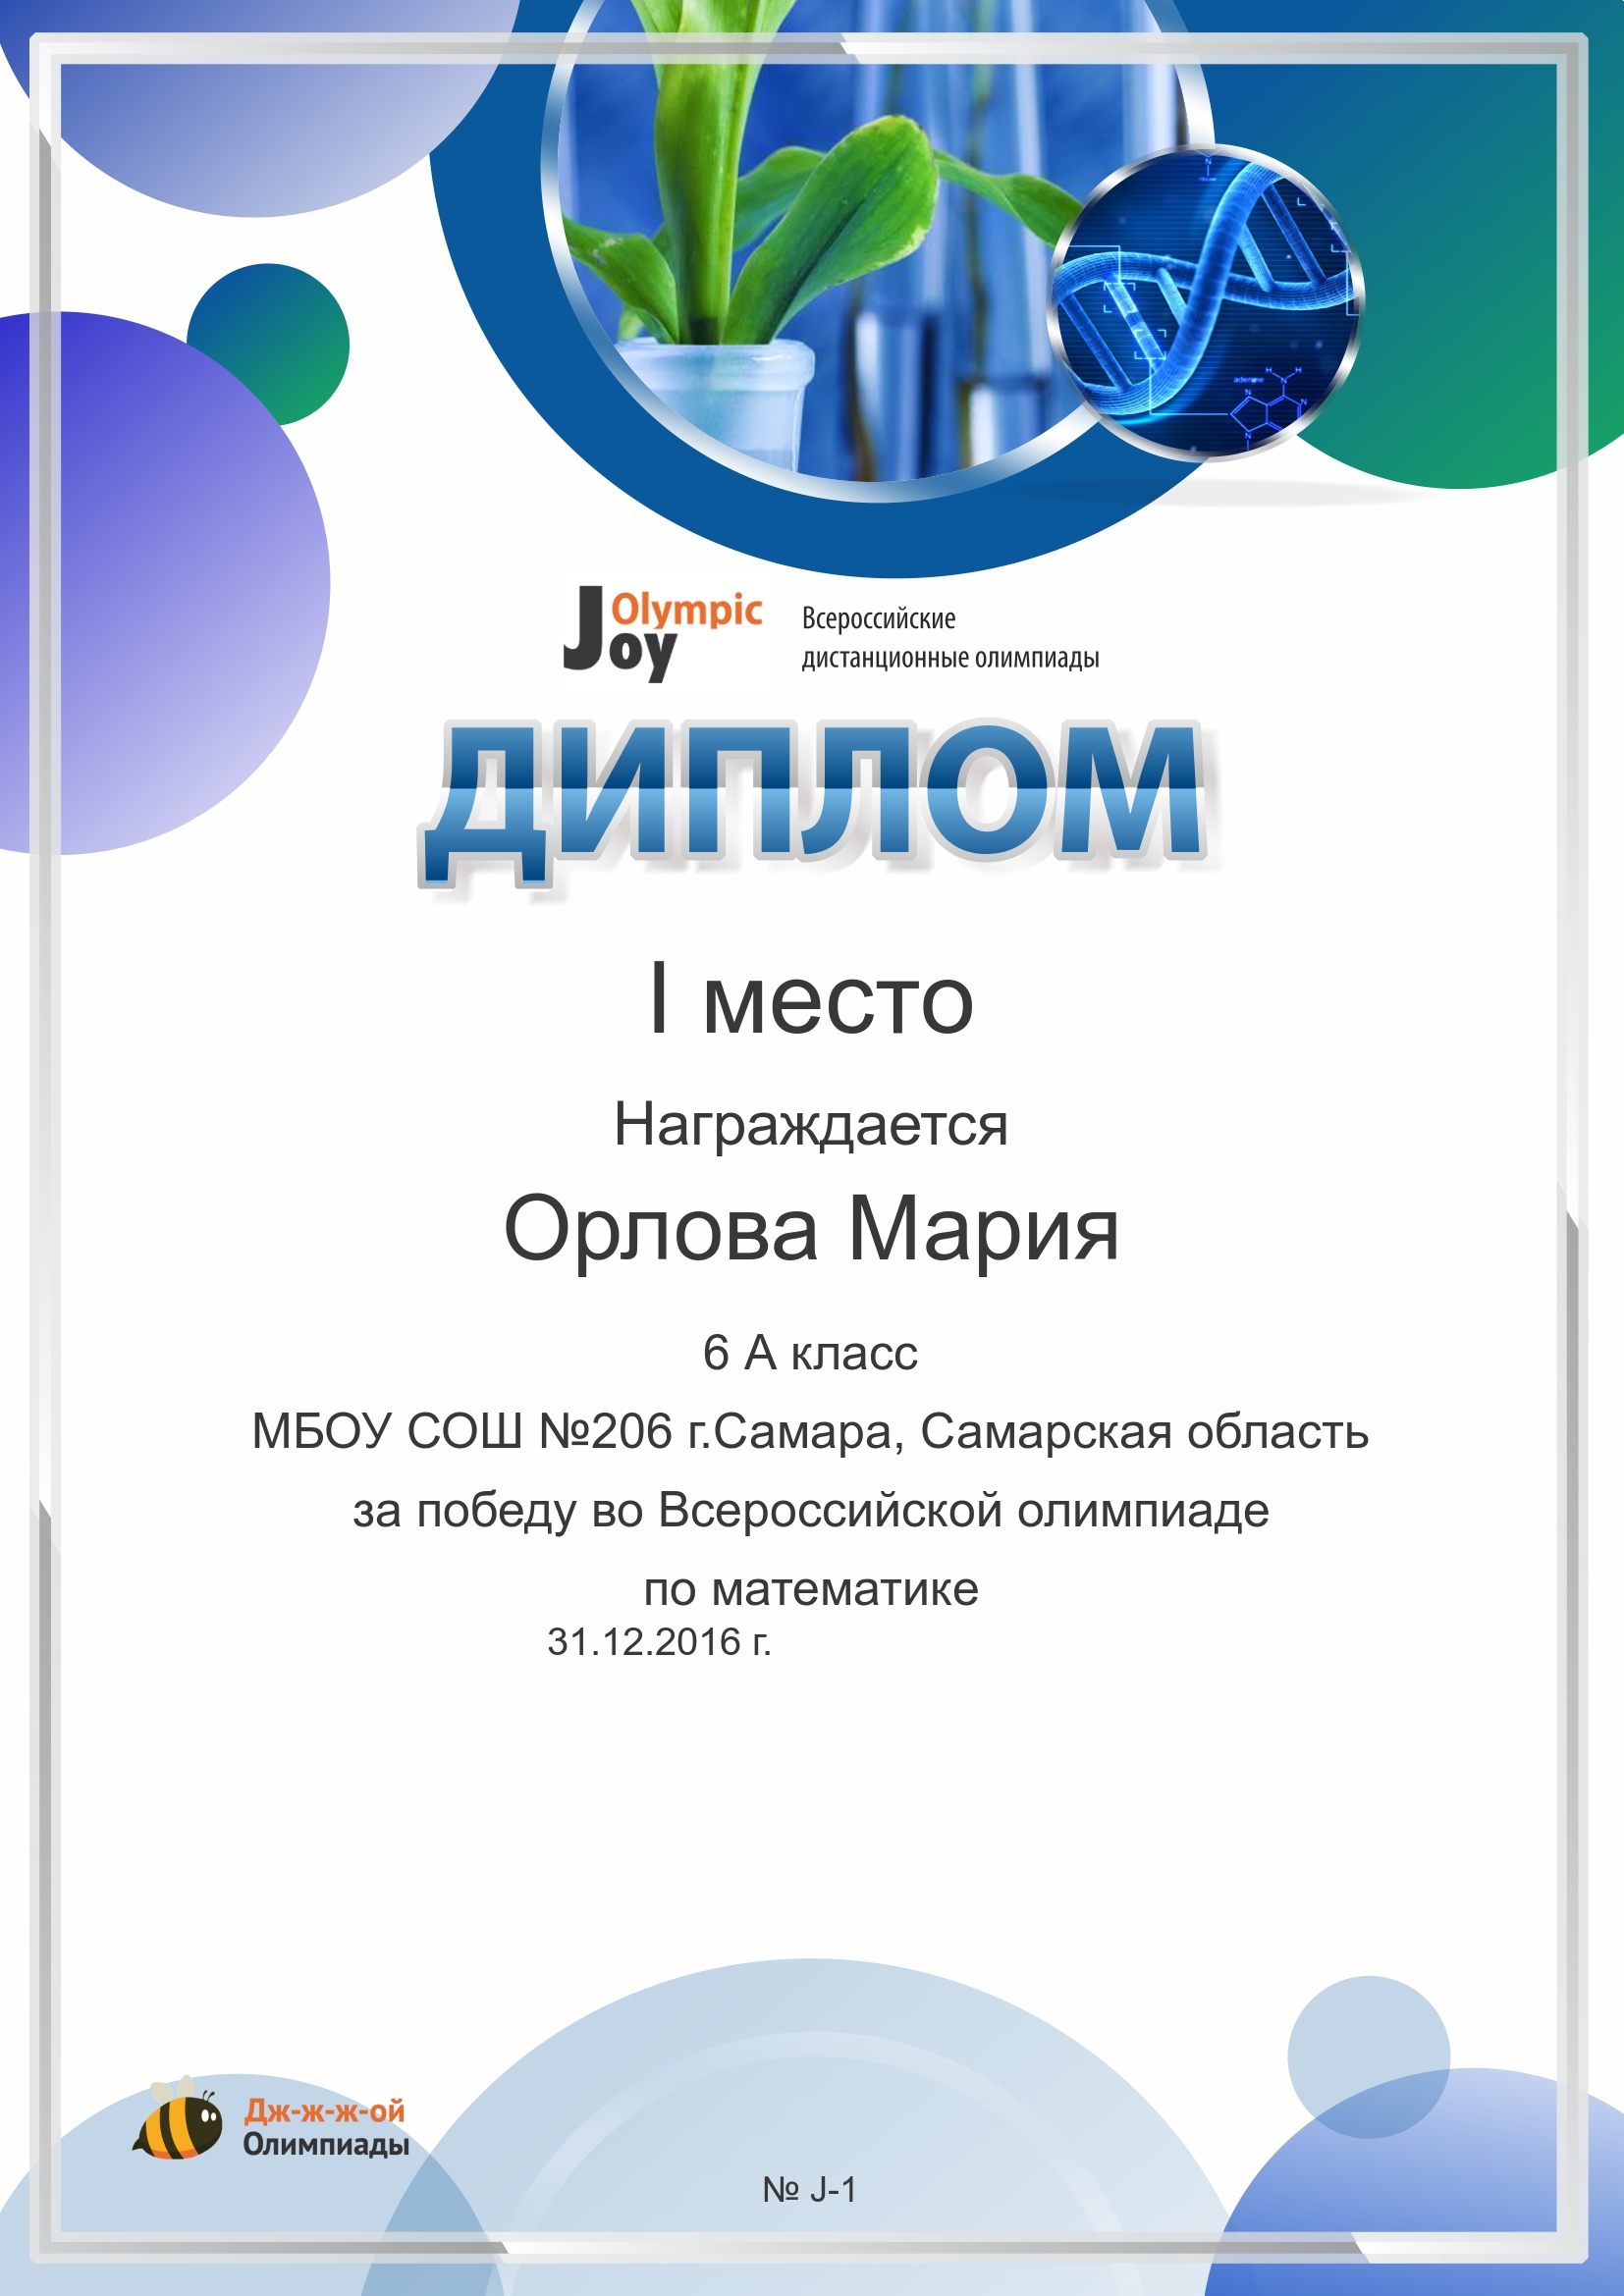 Olympic
Joy
Всероссийские
дистанционные олимпиады
ДИПЛОМ
I место
Награждается
Орлова Мария
6 А класс
МБОУ СОШ №206 г.Самара, Самарская область
за победу во Всероссийской олимпиаде
по математике
31.12.2016 г.
Дж-ж-ж-ой
Олимпиады
№ J-1
adenine